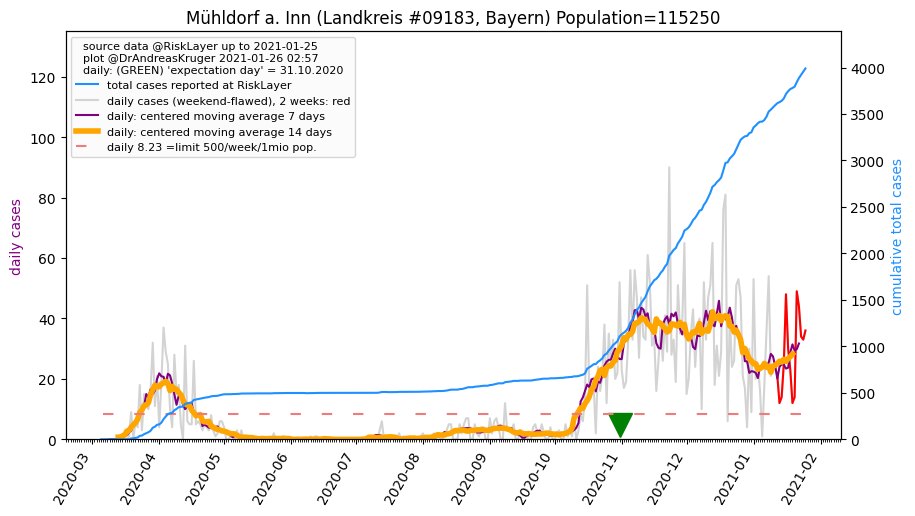 Mühldorf a. Inn (Landkreis #09183, Bayern) Population=115250
source data @RiskLayer up to 2021-01-25
plot @DrAndreasKruger 2021-01-26 02:57
daily: (GREEN) 'expectation day' = 31.10.2020
total cases reported at RiskLayer
daily cases (weekend-flawed), 2 weeks: red
daily: centered moving average 7 days
daily: centered moving average 14 days
daily 8.23 =limit 500/week/1mio pop.
daily cases
120
100
80
60
40
20
0
cumulative total cases
4000
3500
3000
2500
2000
1500
1000
500
0
2020-03
2020-04
2020-05
2020-06
2020-07
2020-08
2020-09
2020-10
2020-11
2020-12
2021-01
2021-02